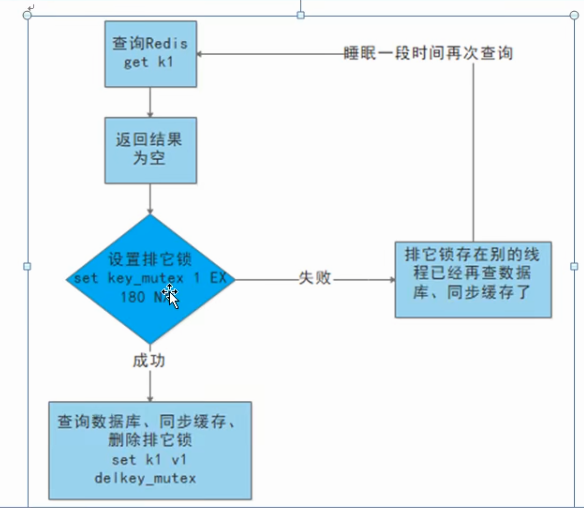 查询Redis
get k1
睡眠一段时间再次查询
返回结果
为空
设置排它锁
set key_mutex 1 EX
180 N
失败
排它锁存在别的线
程已经再查数据
库、同步缓存了
成功
查询数据库、同步缓存、
删除排它锁
set k1 v1
delkey_mutex